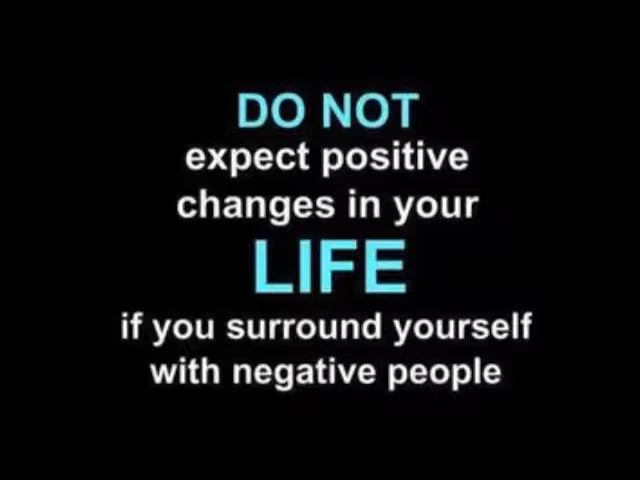 DO NOT
expect positive
changes in your
LIFE
if you surround yourself
with negative people